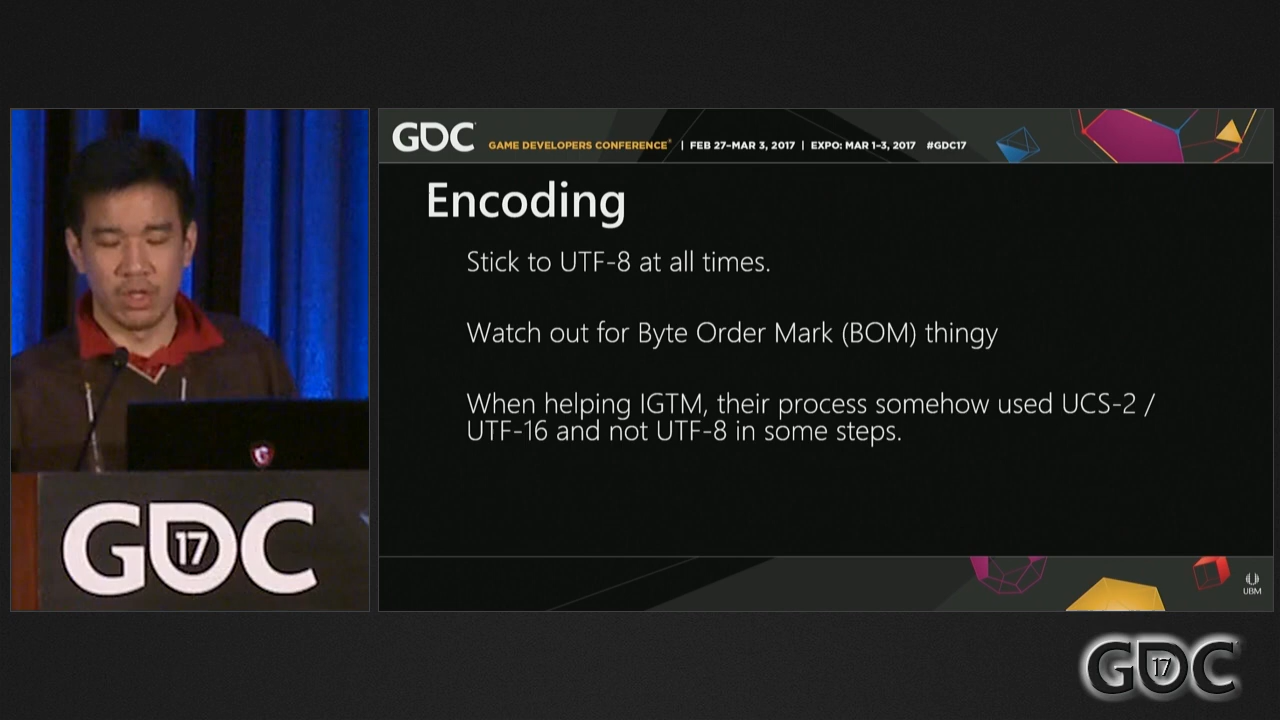 GDC
GAME DEVELOPERS CONFERENCE® | FEB 27–MAR 3, 2017 | EXPO: MAR 1–3, 2017 #GDC17
Encoding
Stick to UTF-8 at all times.
Watch out for Byte Order Mark (BOM) thingy
When helping IGTM, their process somehow used UCS-2 /
UTF-16 and not UTF-8 in some steps.
GDC
17
UBM
GDC
17